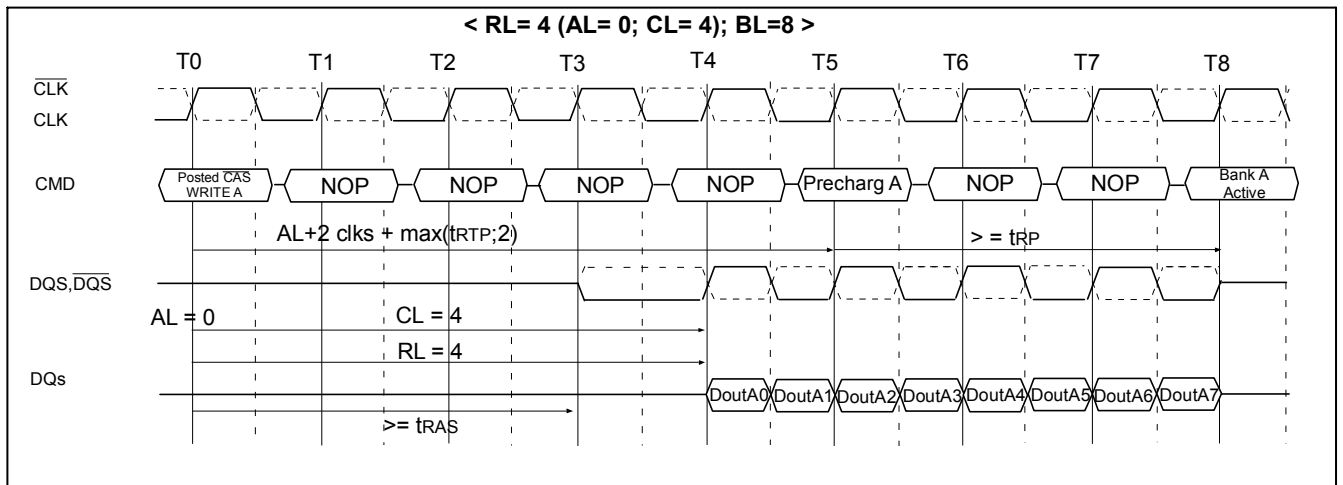 < RL= 4 (AL= 0; CL= 4); BL=8 >
T0 T1 T2 T3 T4 T5 T6 T7 T8
CLK
CLK
CMD
Posted CAS
WRITE A
NOP
NOP
NOP
NOP
Precharg A
NOP
NOP
Bank A
Active
AL+2 clks + max(tRTP;2)
> = tRP
DQS,DQS
AL = 0
CL = 4
RL = 4
DQs
DoutA0 DoutA1 DoutA2 DoutA3 DoutA4 DoutA5 DoutA6 DoutA7
>= tRAS